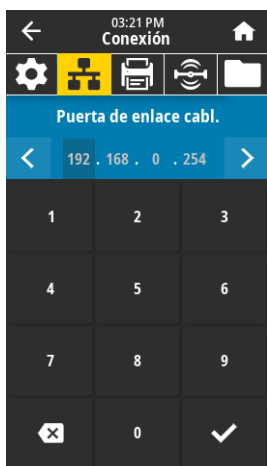 03:21 PM
Conexión
Puerta de enlace cabl.
192 . 168 . 0 . 254
1 2 3
4 5 6
7 8 9
0